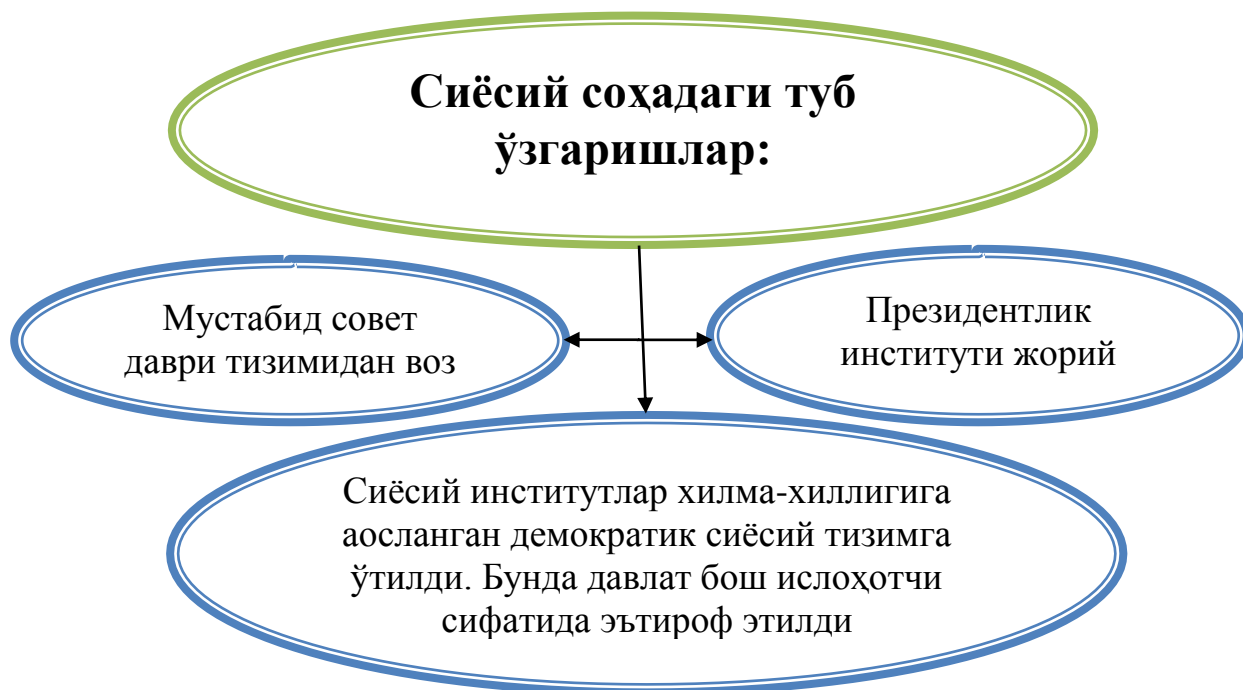 Сиёсий соҳадаги туб
ўзгаришлар:
Мустабид совет
даври тизимидан воз
Президентлик
институти жорий
Сиёсий институтлар хилма-хиллигига
аосланган демократик сиёсий тизимга
ўтилди. Бунда давлат бош ислоҳотчи
сифатида эътироф этилди